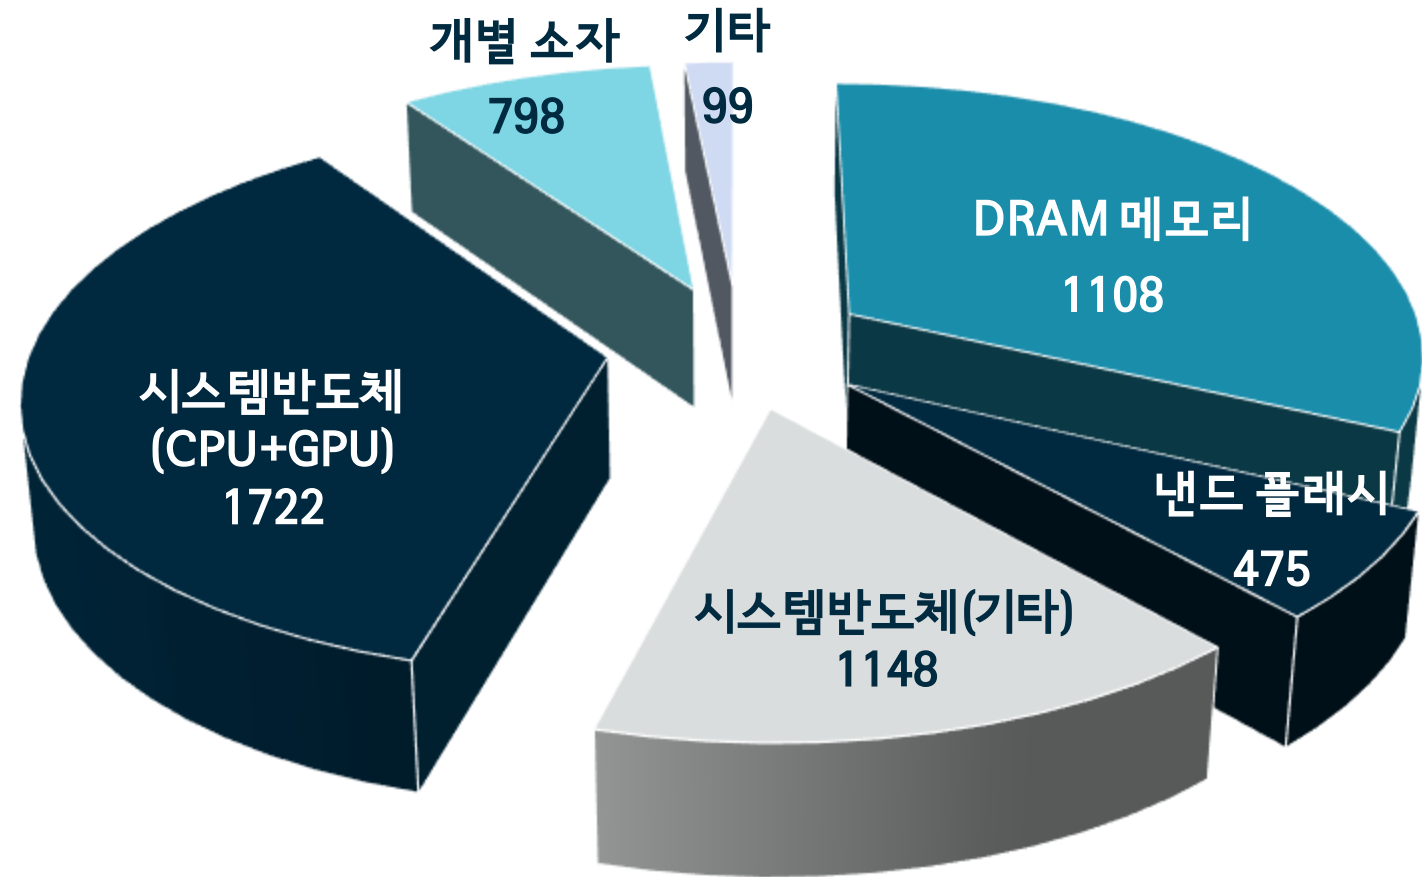 개별 소자
798
기타
99
DRAM 메모리
1108
시스템반도체
(CPU+GPU)
1722
낸드 플래시
475
시스템반도체(기타)
1148